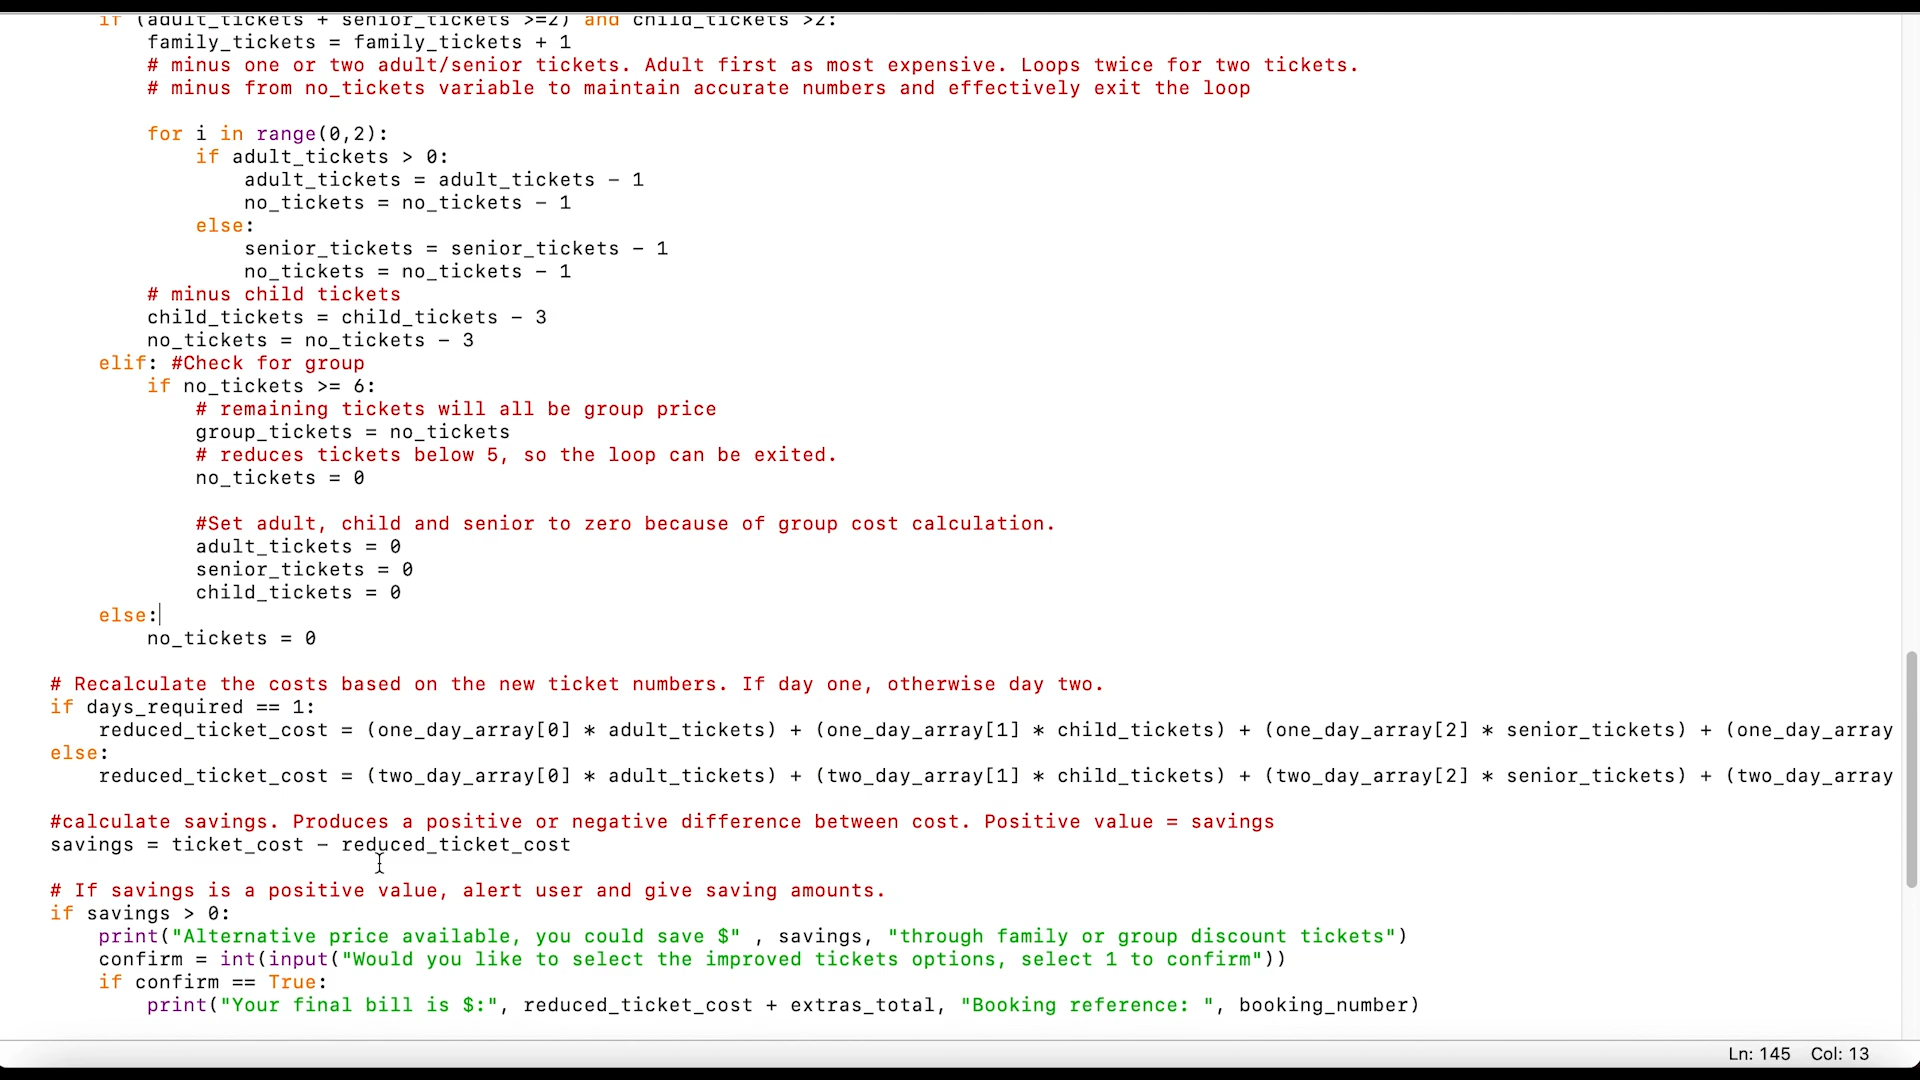 if (adult_tickets + senior_tickets >=2) and child_tickets >2:
family_tickets = family_tickets + 1
# minus one or two adult/senior tickets. Adult first as most expensive. Loops twice for two tickets.
# minus from no_tickets variable to maintain accurate numbers and effectively exit the loop
for i in range(0,2):
if adult_tickets > 0:
adult_tickets = adult_tickets - 1
no_tickets = no_tickets - 1
else:
senior_tickets = senior_tickets - 1
no_tickets = no_tickets - 1
# minus child tickets
child_tickets = child_tickets - 3
no_tickets = no_tickets - 3
elif: #Check for group
if no_tickets >= 6:
# remaining tickets will all be group price
group_tickets = no_tickets
# reduces tickets below 5, so the loop can be exited.
no_tickets = 0
#Set adult, child and senior to zero because of group cost calculation.
adult_tickets = 0
senior_tickets = 0
child_tickets = 0
else:
no_tickets = 0
# Recalculate the costs based on the new ticket numbers. If day one, otherwise day two.
if days_required == 1:
reduced_ticket_cost = (one_day_array[0] * adult_tickets) + (one_day_array[1] * child_tickets) + (one_day_array[2] * senior_tickets) + (one_day_array
else:
reduced_ticket_cost = (two_day_array[0] * adult_tickets) + (two_day_array[1] * child_tickets) + (two_day_array[2] * senior_tickets) + (two_day_array
#calculate savings. Produces a positive or negative difference between cost. Positive value = savings
savings = ticket_cost - reduced_ticket_cost
# If savings is a positive value, alert user and give saving amounts.
if savings > 0:
print("Alternative price available, you could save $" , savings, "through family or group discount tickets")
confirm = int(input("Would you like to select the improved tickets options, select 1 to confirm"))
if confirm == True:
print("Your final bill is $:", reduced_ticket_cost + extras_total, "Booking reference: ", booking_number)
Ln: 145 Col: 13